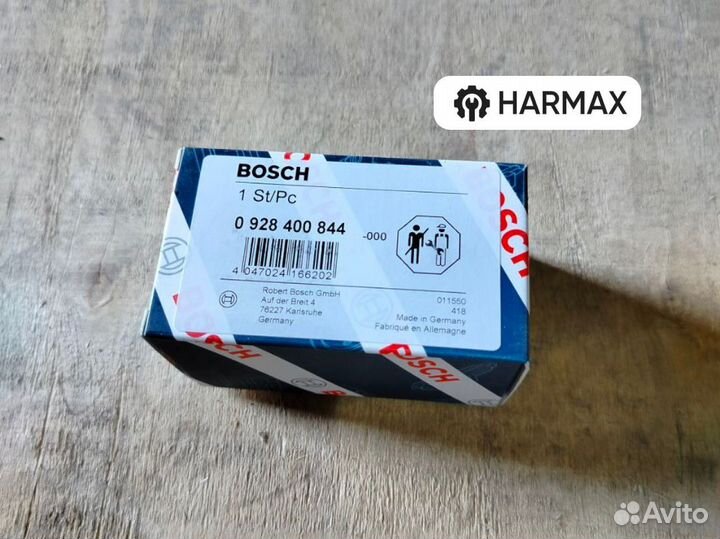 HARMAX
BOSCH
1 St/Pc
0 928 400 844
-000
4 047024 166202
Robert Bosch GmbH
Auf der Breit 4
76227 Karlsruhe
Germany
011550
418
Made in Germany
Fabriqué en Allemagne
BOSCH
BOSCH
BOSCH
Avito